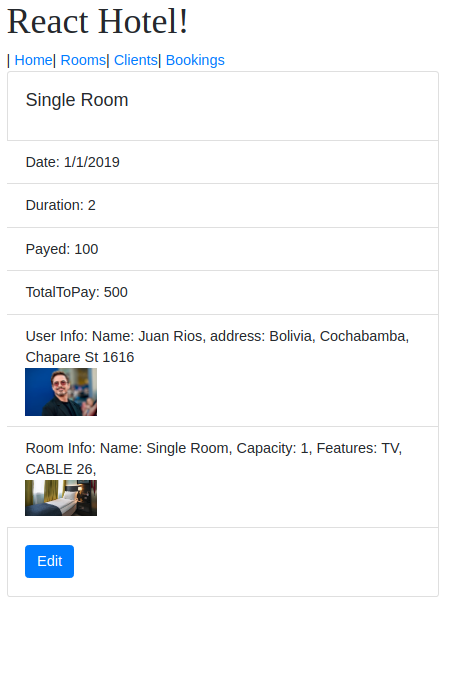 React Hotel!
| Home| Rooms| Clients| Bookings
Single Room
Date: 1/1/2019
Duration: 2
Payed: 100
TotalToPay: 500
User Info: Name: Juan Rios, address: Bolivia, Cochabamba,
Chapare St 1616
Room Info: Name: Single Room, Capacity: 1, Features: TV,
CABLE 26,
Edit